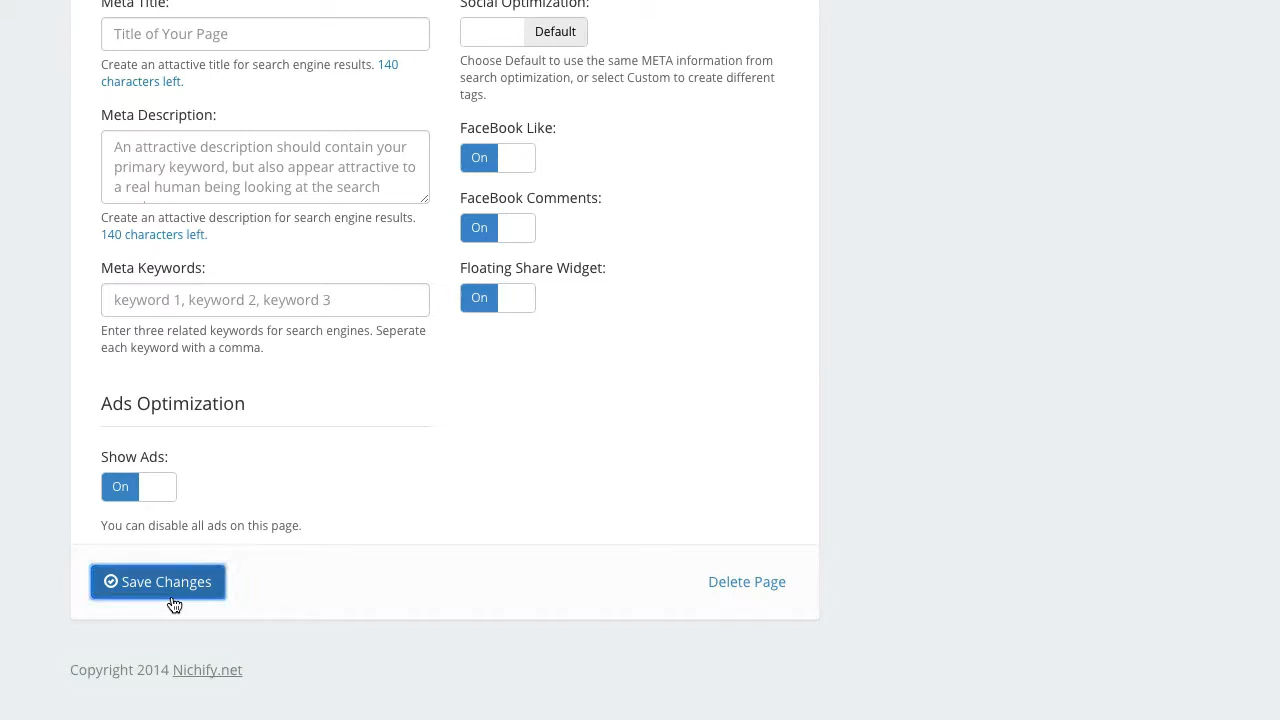 Meta Title:
Title of Your Page
Create an attactive title for search engine results. 140
characters left.
Meta Description:
An attractive description should contain your
primary keyword, but also appear attractive to
a real human being looking at the search
Create an attactive description for search engine results.
140 characters left.
Meta Keywords:
keyword 1, keyword 2, keyword 3
Enter three related keywords for search engines. Seperate
each keyword with a comma.
Ads Optimization
Show Ads:
On
You can disable all ads on this page.
Social Optimization:
Default
Choose Default to use the same META information from
search optimization, or select Custom to create different
tags.
FaceBook Like:
On
FaceBook Comments:
On
Floating Share Widget:
On
Save Changes
Delete Page
Copyright 2014 Nichify.net